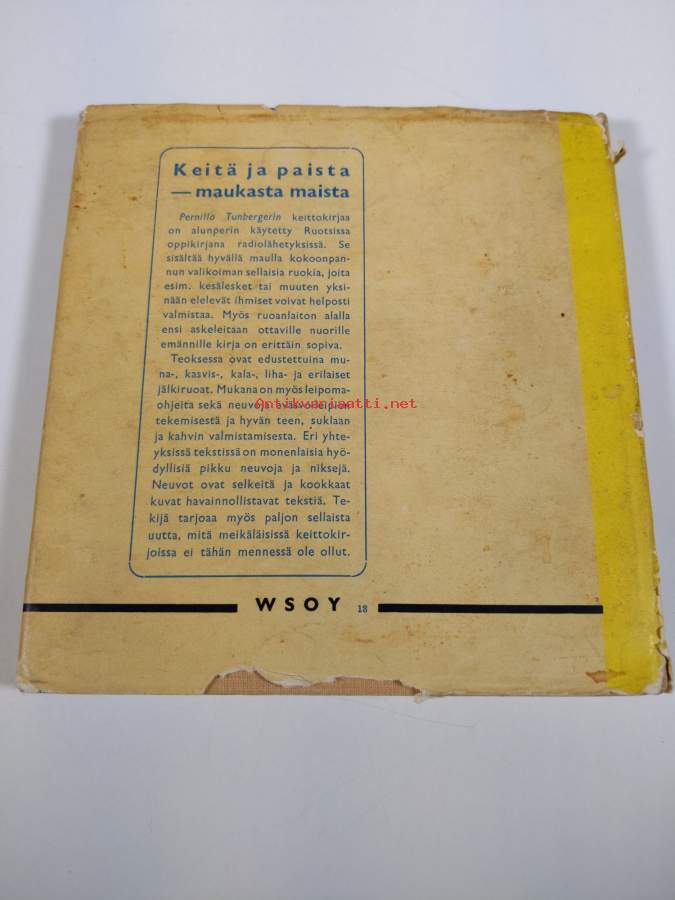 Keitä ja paista
— maukasta maista
Pernilla Tunbergerin keittokirjaa
on alunperin käytetty Ruotsissa
oppikirjana radiolähetyksissä. Se
sisältää hyvällä maulla kokoonpan-
nun valikoiman sellaisia ruokia, joita
esim. kesälesket tai muuten yksi-
nään elelevät ihmiset voivat helposti
valmistaa. Myös ruoanlaiton alalla
ensi askeleitaan ottaville nuorille
emännille kirja on erittäin sopiva.
Teoksessa ovat edustettuina mu-
na-, kasvis-, kala-, liha- ja erilaiset
jälkiruoat. Mukana on myös leipoma-
ohjeita sekä neuvoja eväsvoileipien
Antikvariaatti.net
tekemisestä ja hyvän teen, suklaan
ja kahvin valmistamisesta. Eri yhte-
yksissä tekstissä on monenlaisia hyö-
dyllisiä pikku neuvoja ja niksejä.
Neuvot ovat selkeitä ja kookkaat
kuvat havainnollistavat tekstiä. Te-
kijä tarjoaa myös paljon sellaista
uutta, mitä meikäläisissä keittokir-
joissa ei tähän mennessä ole ollut.
WSOY 13